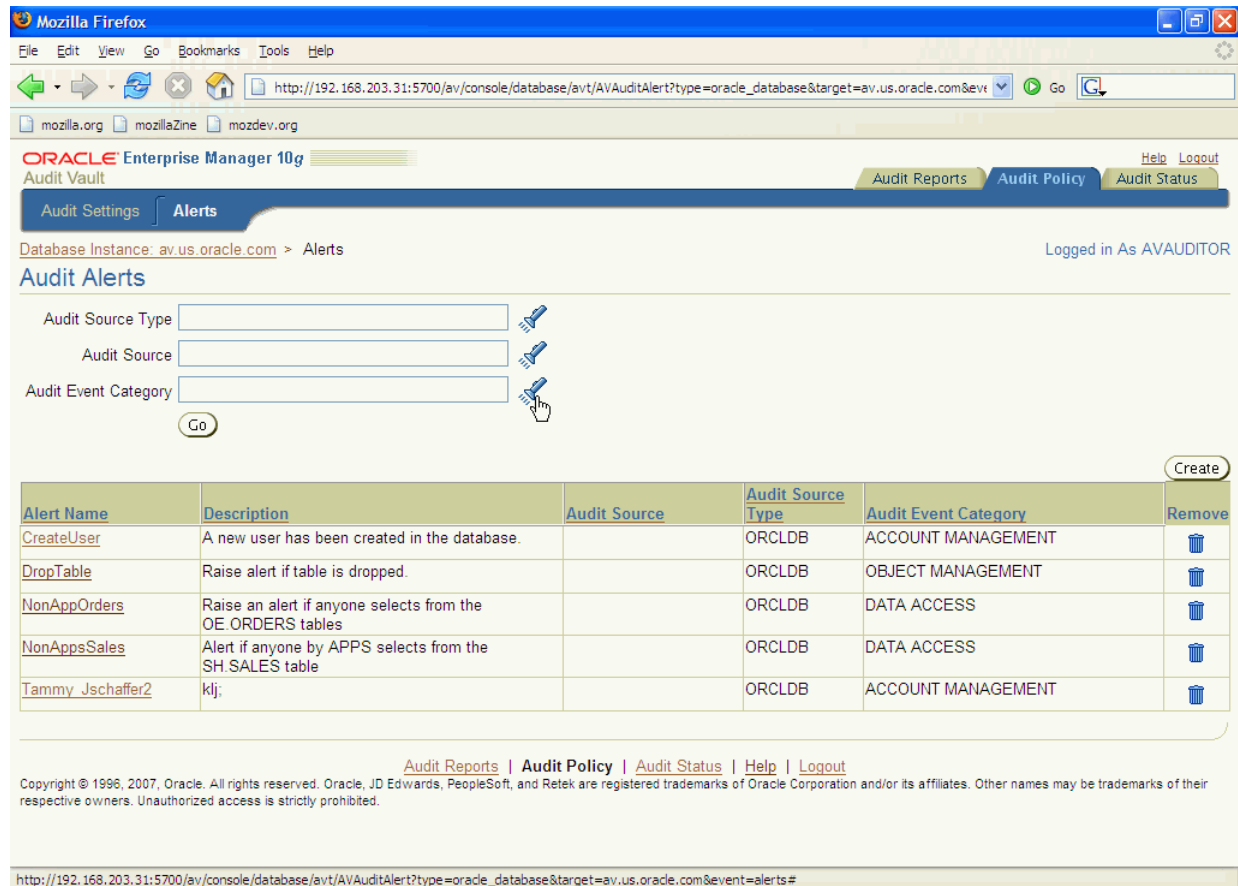 Mozilla Firefox
File Edit View Go Bookmarks Tools Help
http://192.168.203.31:5700/av/console/database/avt/AVAuditAlert?type=oracle_database&target=av.us.oracle.com&eve Go G
mozilla.org mozillaZine mozdev.org
ORACLE Enterprise Manager 10g
Audit Vault
Help Logout
Audit Reports Audit Policy Audit Status
Audit Settings Alerts
Database Instance: av.us.oracle.com > Alerts
Logged in As AVAUDITOR
Audit Alerts
Audit Source Type
Audit Source
Audit Event Category
Go
Create
Alert Name Description Audit Source Audit Source Type Audit Event Category Remove
CreateUser A new user has been created in the database. ORCLDB ACCOUNT MANAGEMENT
DropTable Raise alert if table is dropped. ORCLDB OBJECT MANAGEMENT
NonAppOrders Raise an alert if anyone selects from the OE.ORDERS tables ORCLDB DATA ACCESS
NonAppsSales Alert if anyone by APPS selects from the SH.SALES table ORCLDB DATA ACCESS
Tammy_Jschaffer2 klj; ORCLDB ACCOUNT MANAGEMENT
Audit Reports | Audit Policy | Audit Status | Help | Logout
Copyright © 1996, 2007, Oracle. All rights reserved. Oracle, JD Edwards, PeopleSoft, and Retek are registered trademarks of Oracle Corporation and/or its affiliates. Other names may be trademarks of their
respective owners. Unauthorized access is strictly prohibited.
http://192.168.203.31:5700/av/console/database/avt/AVAuditAlert?type=oracle_database&target=av.us.oracle.com&event=alerts#